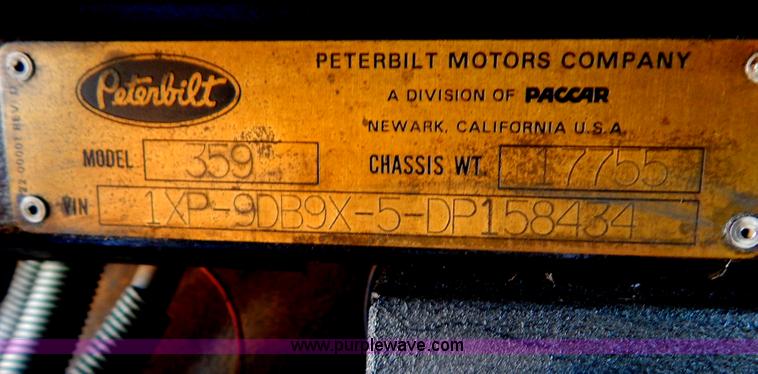 Peterbilt
PETERBILT MOTORS COMPANY
A DIVISION OF PACCAR
NEWARK, CALIFORNIA U.S.A.
MODEL 359 CHASSIS WT. 17755
VIN 1XP-9DB9X-5-DP158434
www.purplewave.com